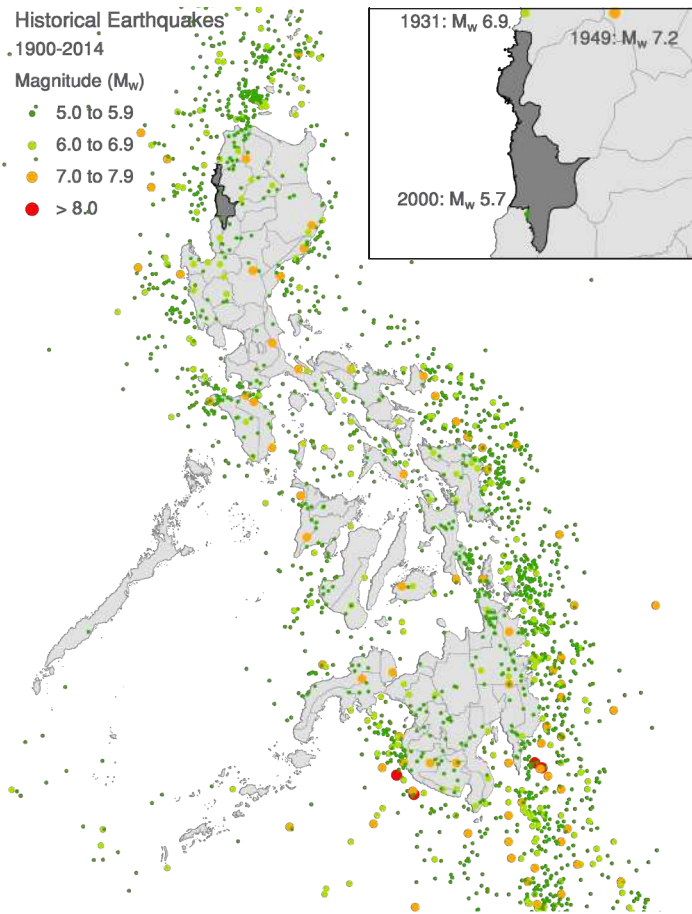 Historical Earthquakes
1900-2014
Magnitude (Mw)
5.0 to 5.9
6.0 to 6.9
7.0 to 7.9
> 8.0
1931: Mw 6.9
1949: Mw 7.2
2000: Mw 5.7